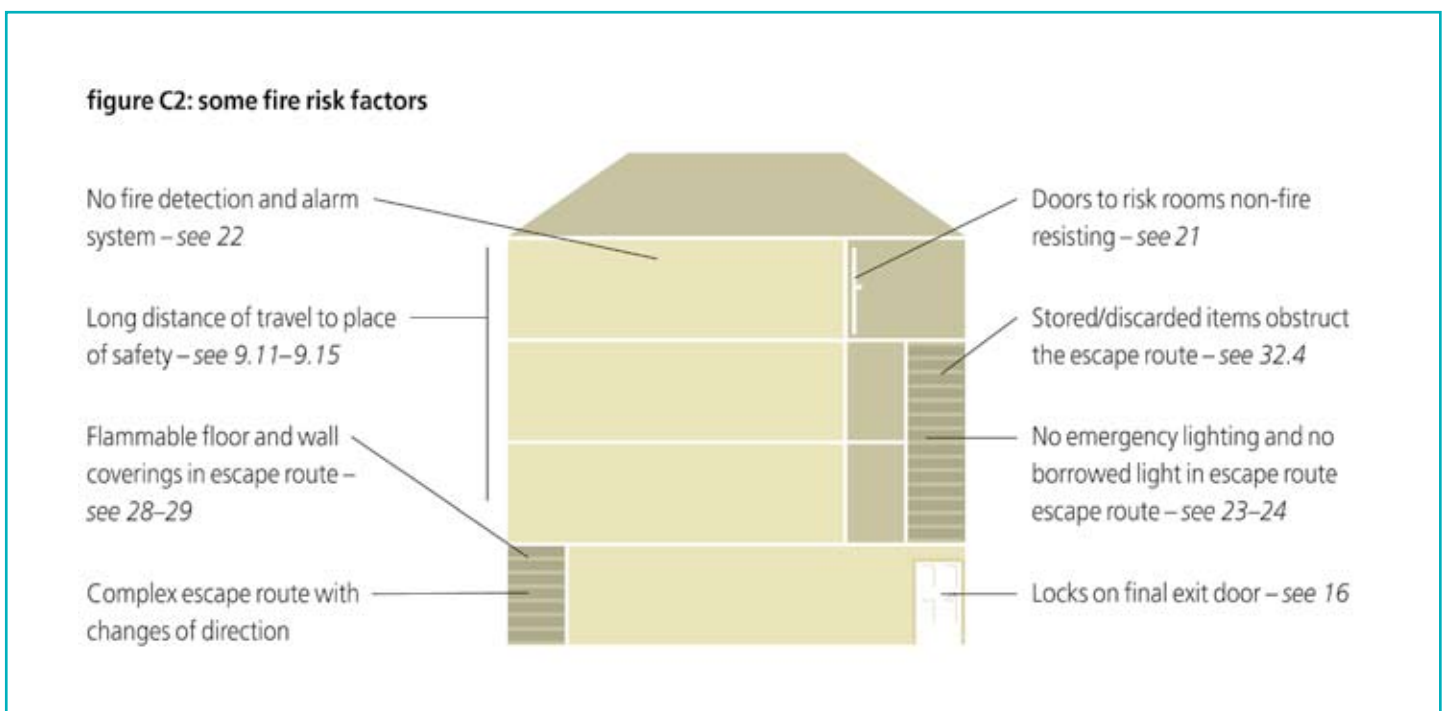 figure C2: some fire risk factors
No fire detection and alarm
system – see 22
Long distance of travel to place
of safety – see 9.11–9.15
Flammable floor and wall
coverings in escape route –
see 28–29
Complex escape route with
changes of direction
Doors to risk rooms non-fire
resisting – see 21
Stored/discarded items obstruct
the escape route – see 32.4
No emergency lighting and no
borrowed light in escape route
escape route – see 23–24
Locks on final exit door – see 16